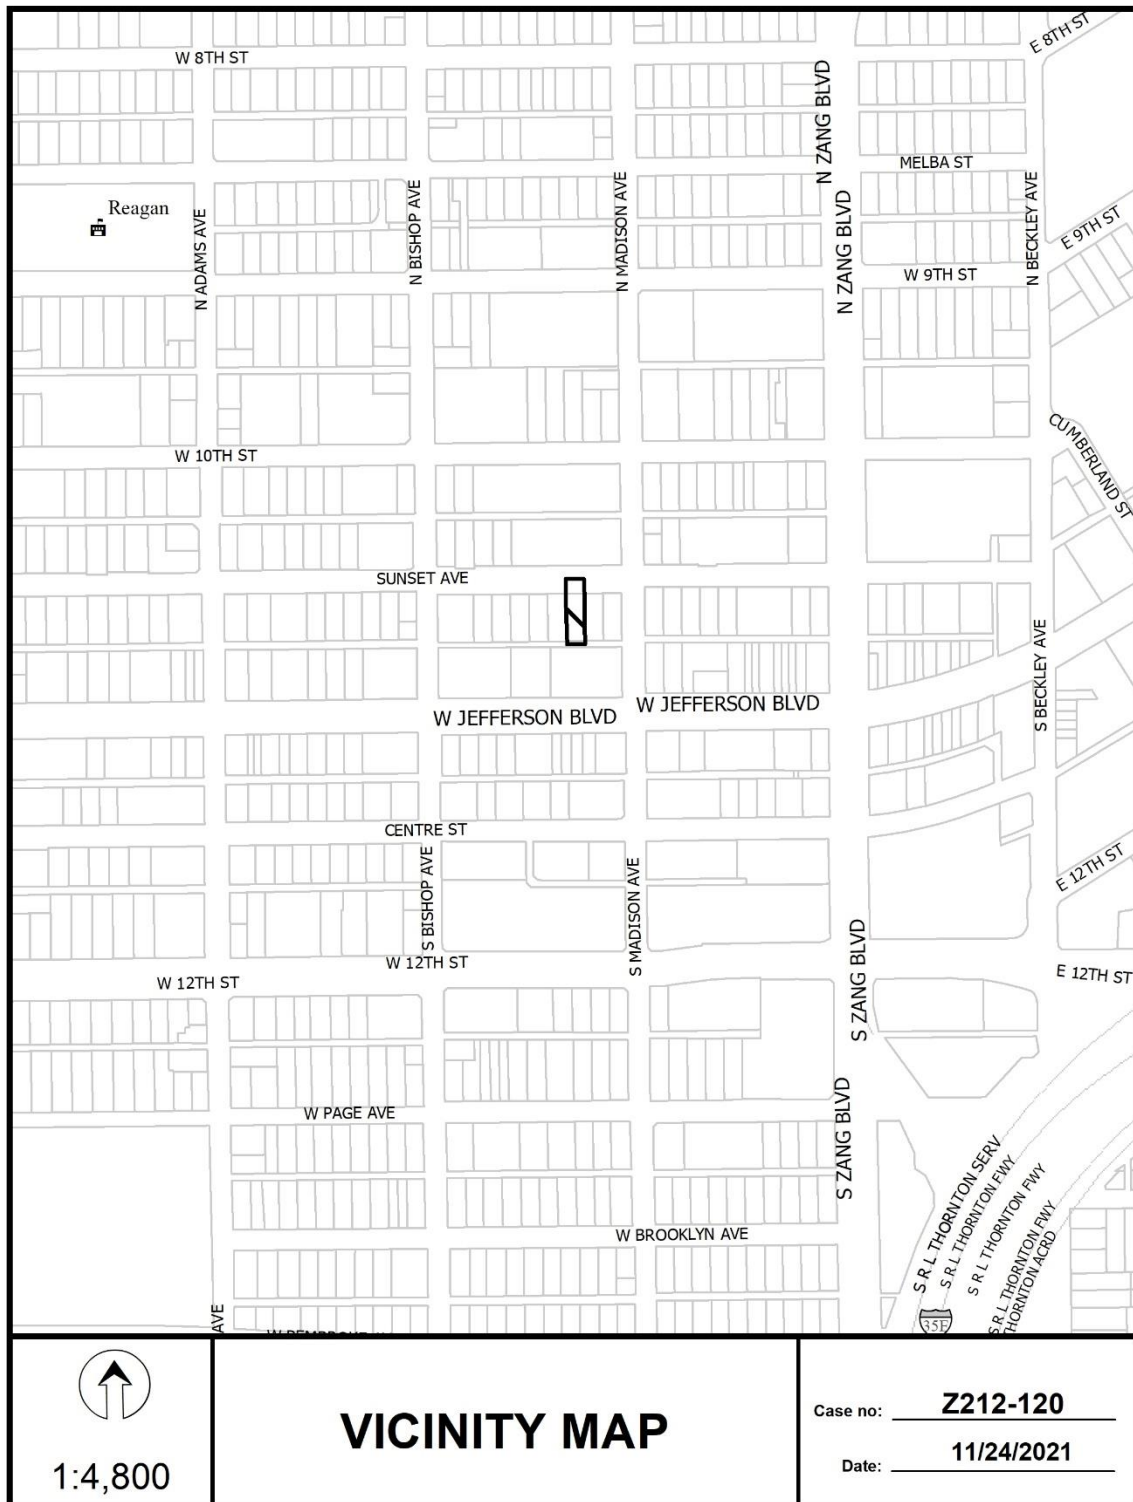 W 8TH ST
E 8TH ST
N ZANG BLVD
MELBA ST
Reagan
N ADAMS AVE
N BISHOP AVE
N MADISON AVE
N ZANG BLVD
N BECKLEY AVE
E 9TH ST
W 9TH ST
CUMBERLAND ST
W 10TH ST
SUNSET AVE
S BECKLEY AVE
W JEFFERSON BLVD
W JEFFERSON BLVD
CENTRE ST
S BISHOP AVE
S MADISON AVE
E 12TH ST
W 12TH ST
W 12TH ST
S ZANG BLVD
E 12TH ST
W PAGE AVE
S ZANG BLVD
W BROOKLYN AVE
S R L THORNTON SERV
S R L THORNTON FWY
S R L THORNTON FWY
S R L THORNTON FWY
THORNTON ACRD
35E
AVE
1:4,800
VICINITY MAP
Case no: Z212-120
Date: 11/24/2021